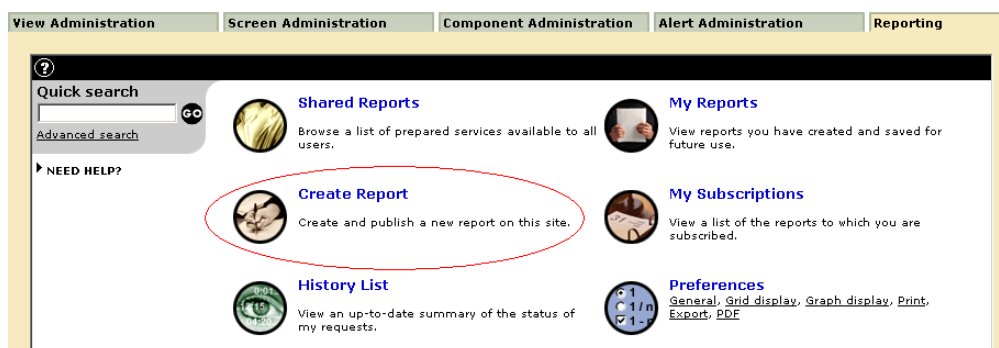 View Administration
Screen Administration
Component Administration
Alert Administration
Reporting
?
Quick search
GO
Advanced search
NEED HELP?
Shared Reports
Browse a list of prepared services available to all
users.
My Reports
View reports you have created and saved for
future use.
Create Report
Create and publish a new report on this site.
My Subscriptions
View a list of the reports to which you are
subscribed.
History List
View an up-to-date summary of the status of
my requests.
Preferences
General, Grid display, Graph display, Print,
Export, PDF